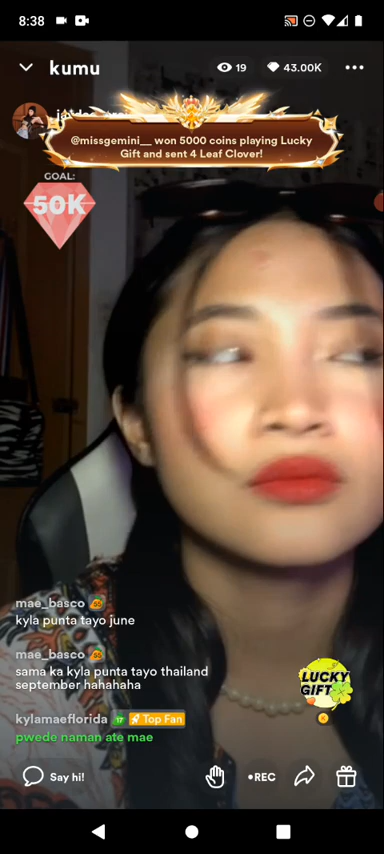 8:38
kumu
19
43.00K
@missgemini__ won 5000 coins playing Lucky
Gift and sent 4 Leaf Clover!
GOAL:
50K
mae_basco
kyla punta tayo june
mae_basco
sama ka kyla punta tayo thailand
september hahahaha
LUCKY
GIFT
kylamaeflorida Top Fan
pwede naman ate mae
Say hi!
REC